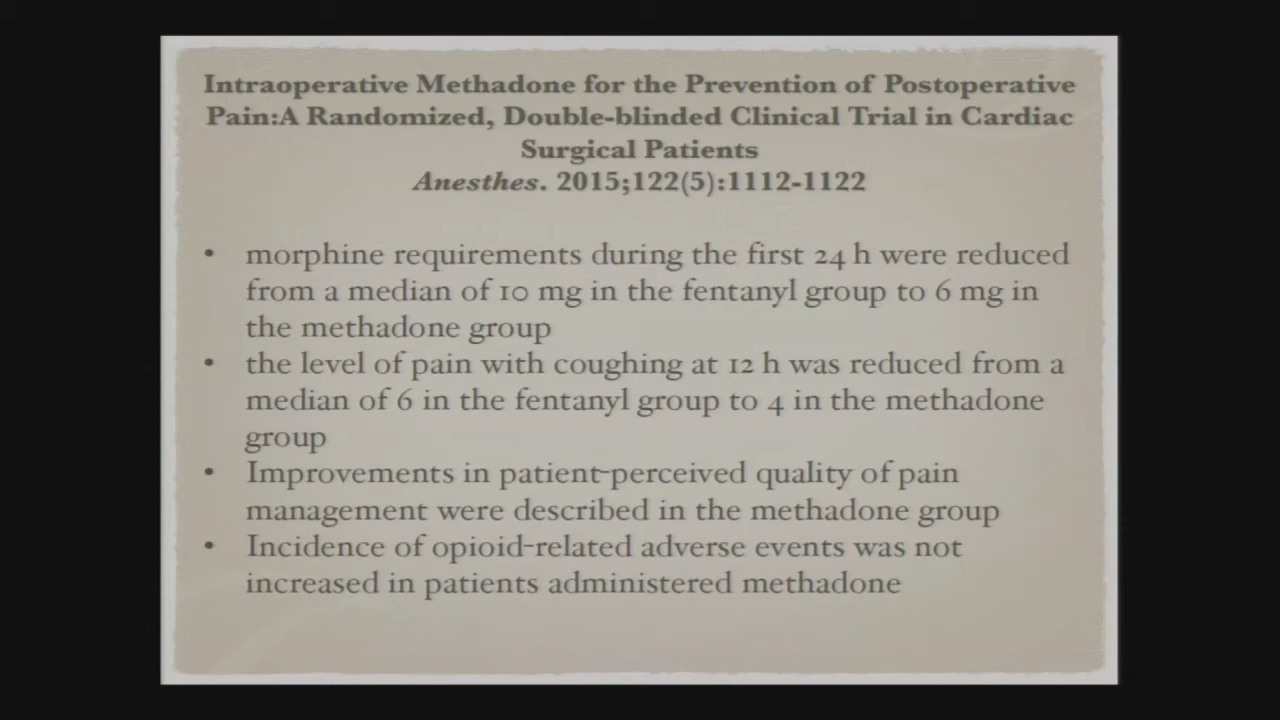 Intraoperative Methadone for the Prevention of Postoperative
Pain:A Randomized, Double-blinded Clinical Trial in Cardiac
Surgical Patients
Anesthes. 2015;122(5):1112-1122
• morphine requirements during the first 24 h were reduced
from a median of 10 mg in the fentanyl group to 6 mg in
the methadone group
• the level of pain with coughing at 12 h was reduced from a
median of 6 in the fentanyl group to 4 in the methadone
group
• Improvements in patient-perceived quality of pain
management were described in the methadone group
• Incidence of opioid-related adverse events was not
increased in patients administered methadone